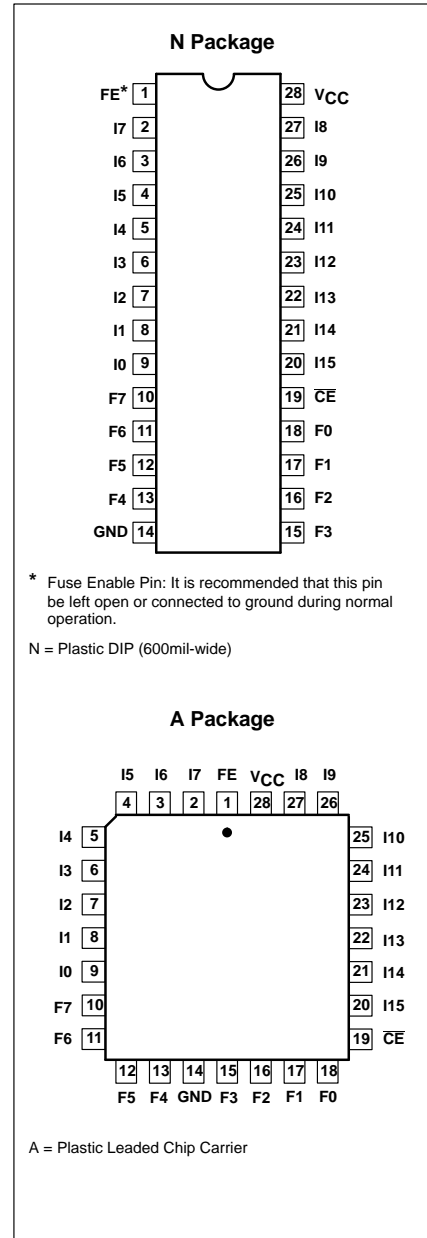 N Package
FE* 1 28 VCC
I7 2 27 I8
I6 3 26 I9
I5 4 25 I10
I4 5 24 I11
I3 6 23 I12
I2 7 22 I13
I1 8 21 I14
I0 9 20 I15
F7 10 19 C̅E̅
F6 11 18 F0
F5 12 17 F1
F4 13 16 F2
GND 14 15 F3
* Fuse Enable Pin: It is recommended that this pin
be left open or connected to ground during normal
operation.
N = Plastic DIP (600mil-wide)
A Package
I5 I6 I7 FE VCC I8 I9
4 3 2 1 28 27 26
I4 5 25 I10
I3 6 24 I11
I2 7 23 I12
I1 8 22 I13
I0 9 21 I14
F7 10 20 I15
F6 11 19 C̅E̅
12 13 14 15 16 17 18
F5 F4 GND F3 F2 F1 F0
A = Plastic Leaded Chip Carrier